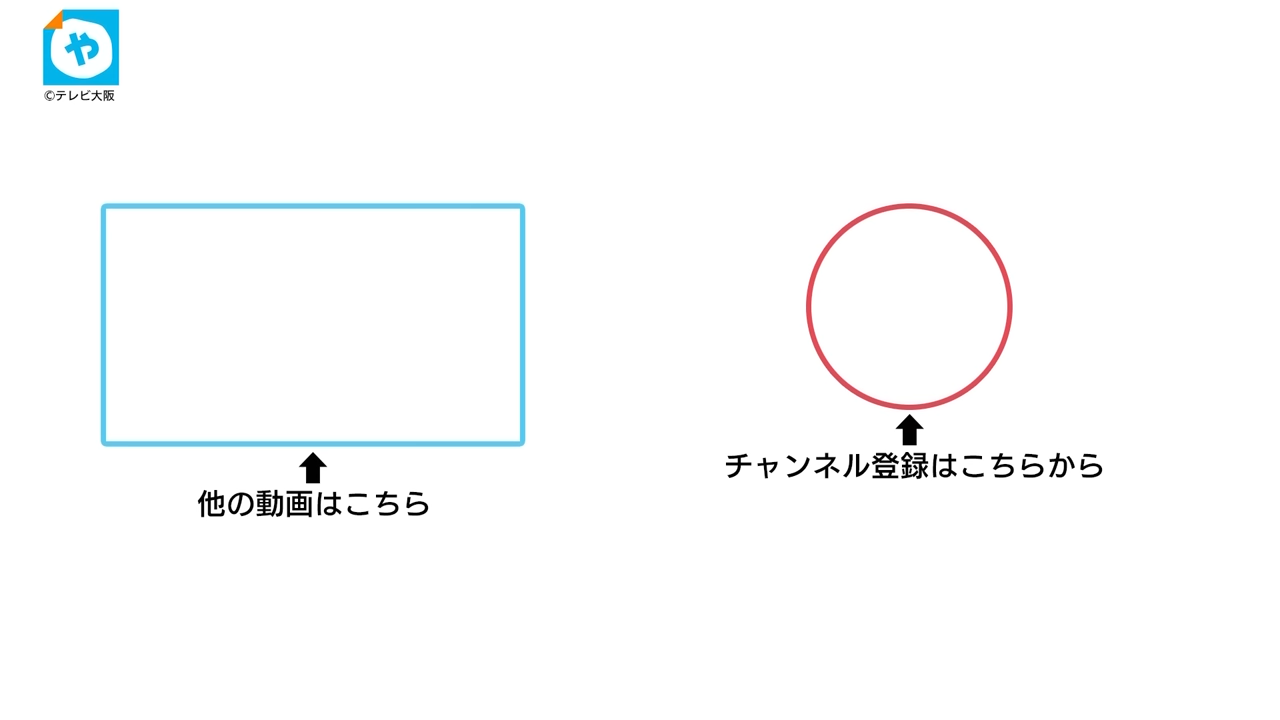 や
©テレビ大阪
他の動画はこちら
チャンネル登録はこちらから